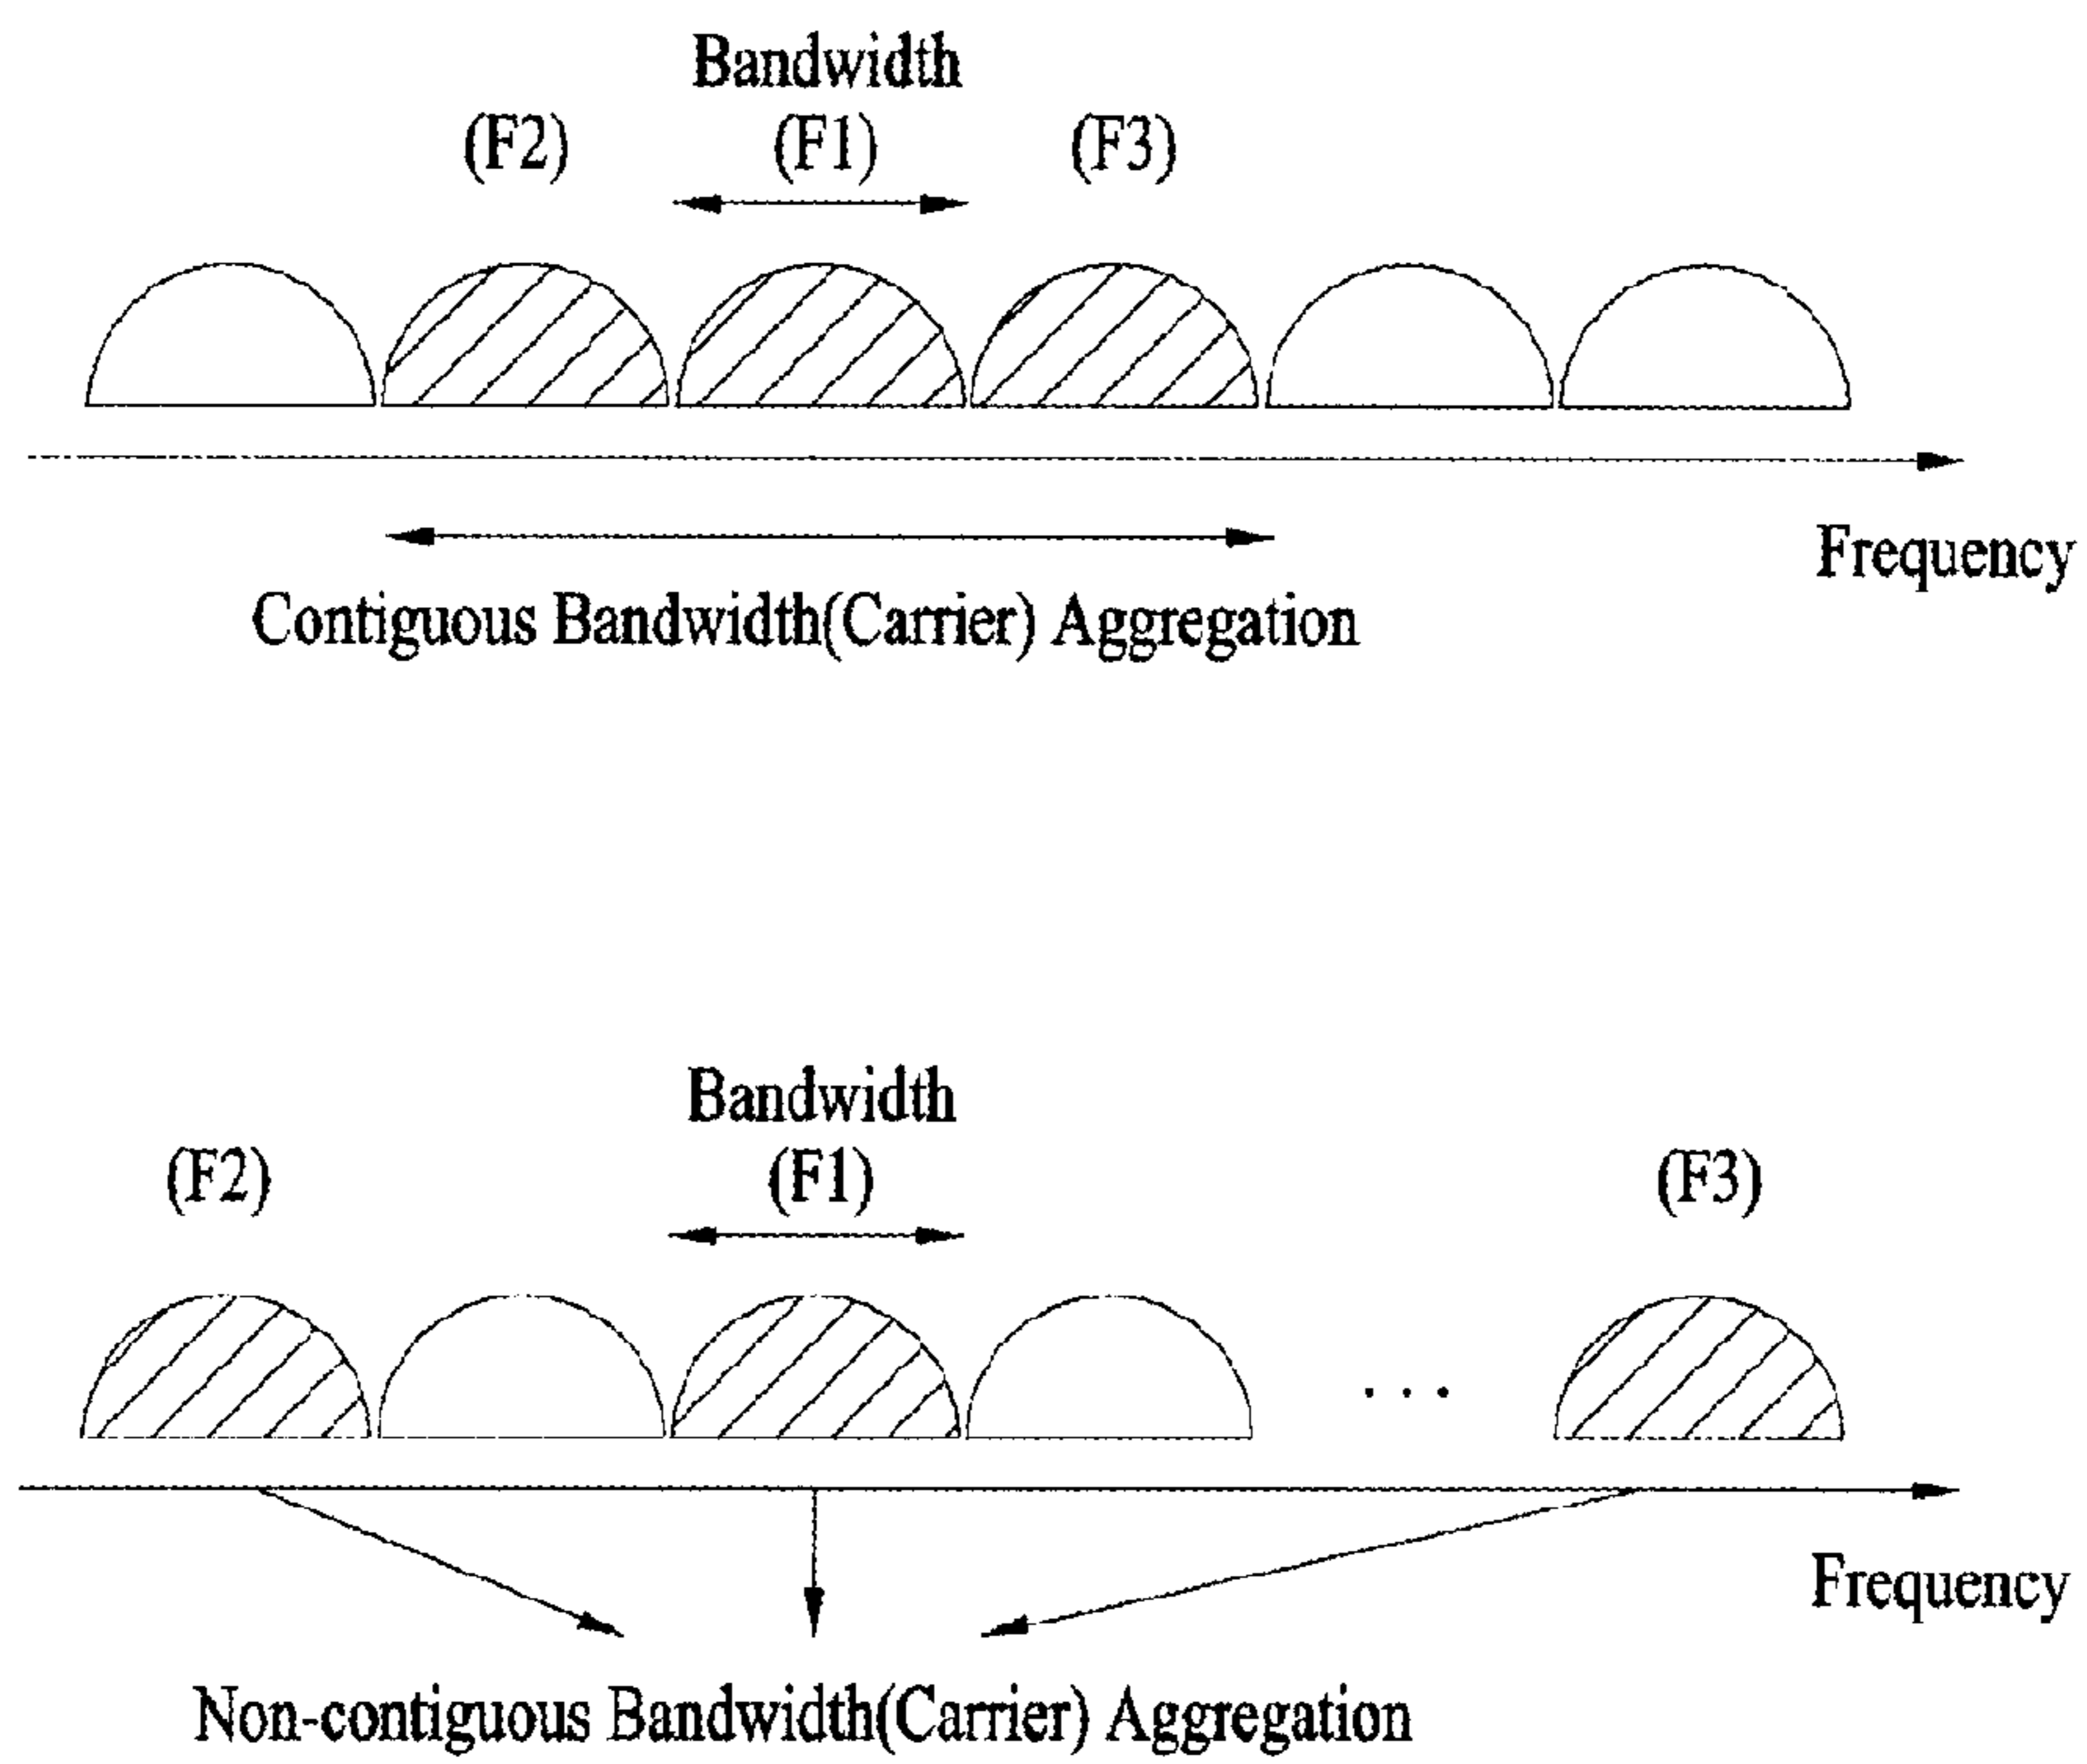 Bandwidth
(F2) (F1) (F3)
Frequency
Contiguous Bandwidth(Carrier) Aggregation
Bandwidth
(F2) (F1) (F3)
...
Frequency
Non-contiguous Bandwidth(Carrier) Aggregation